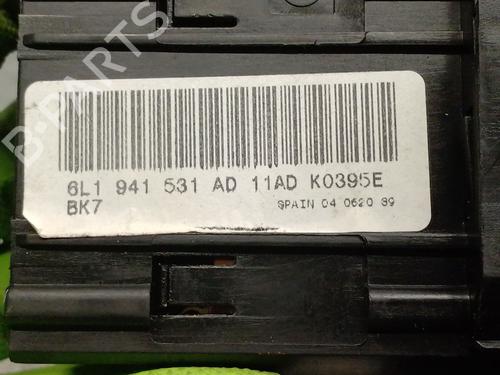 B-PARTS
6L1 941 531 AD 11AD K0395E
BK7 SPAIN 04 0620 39